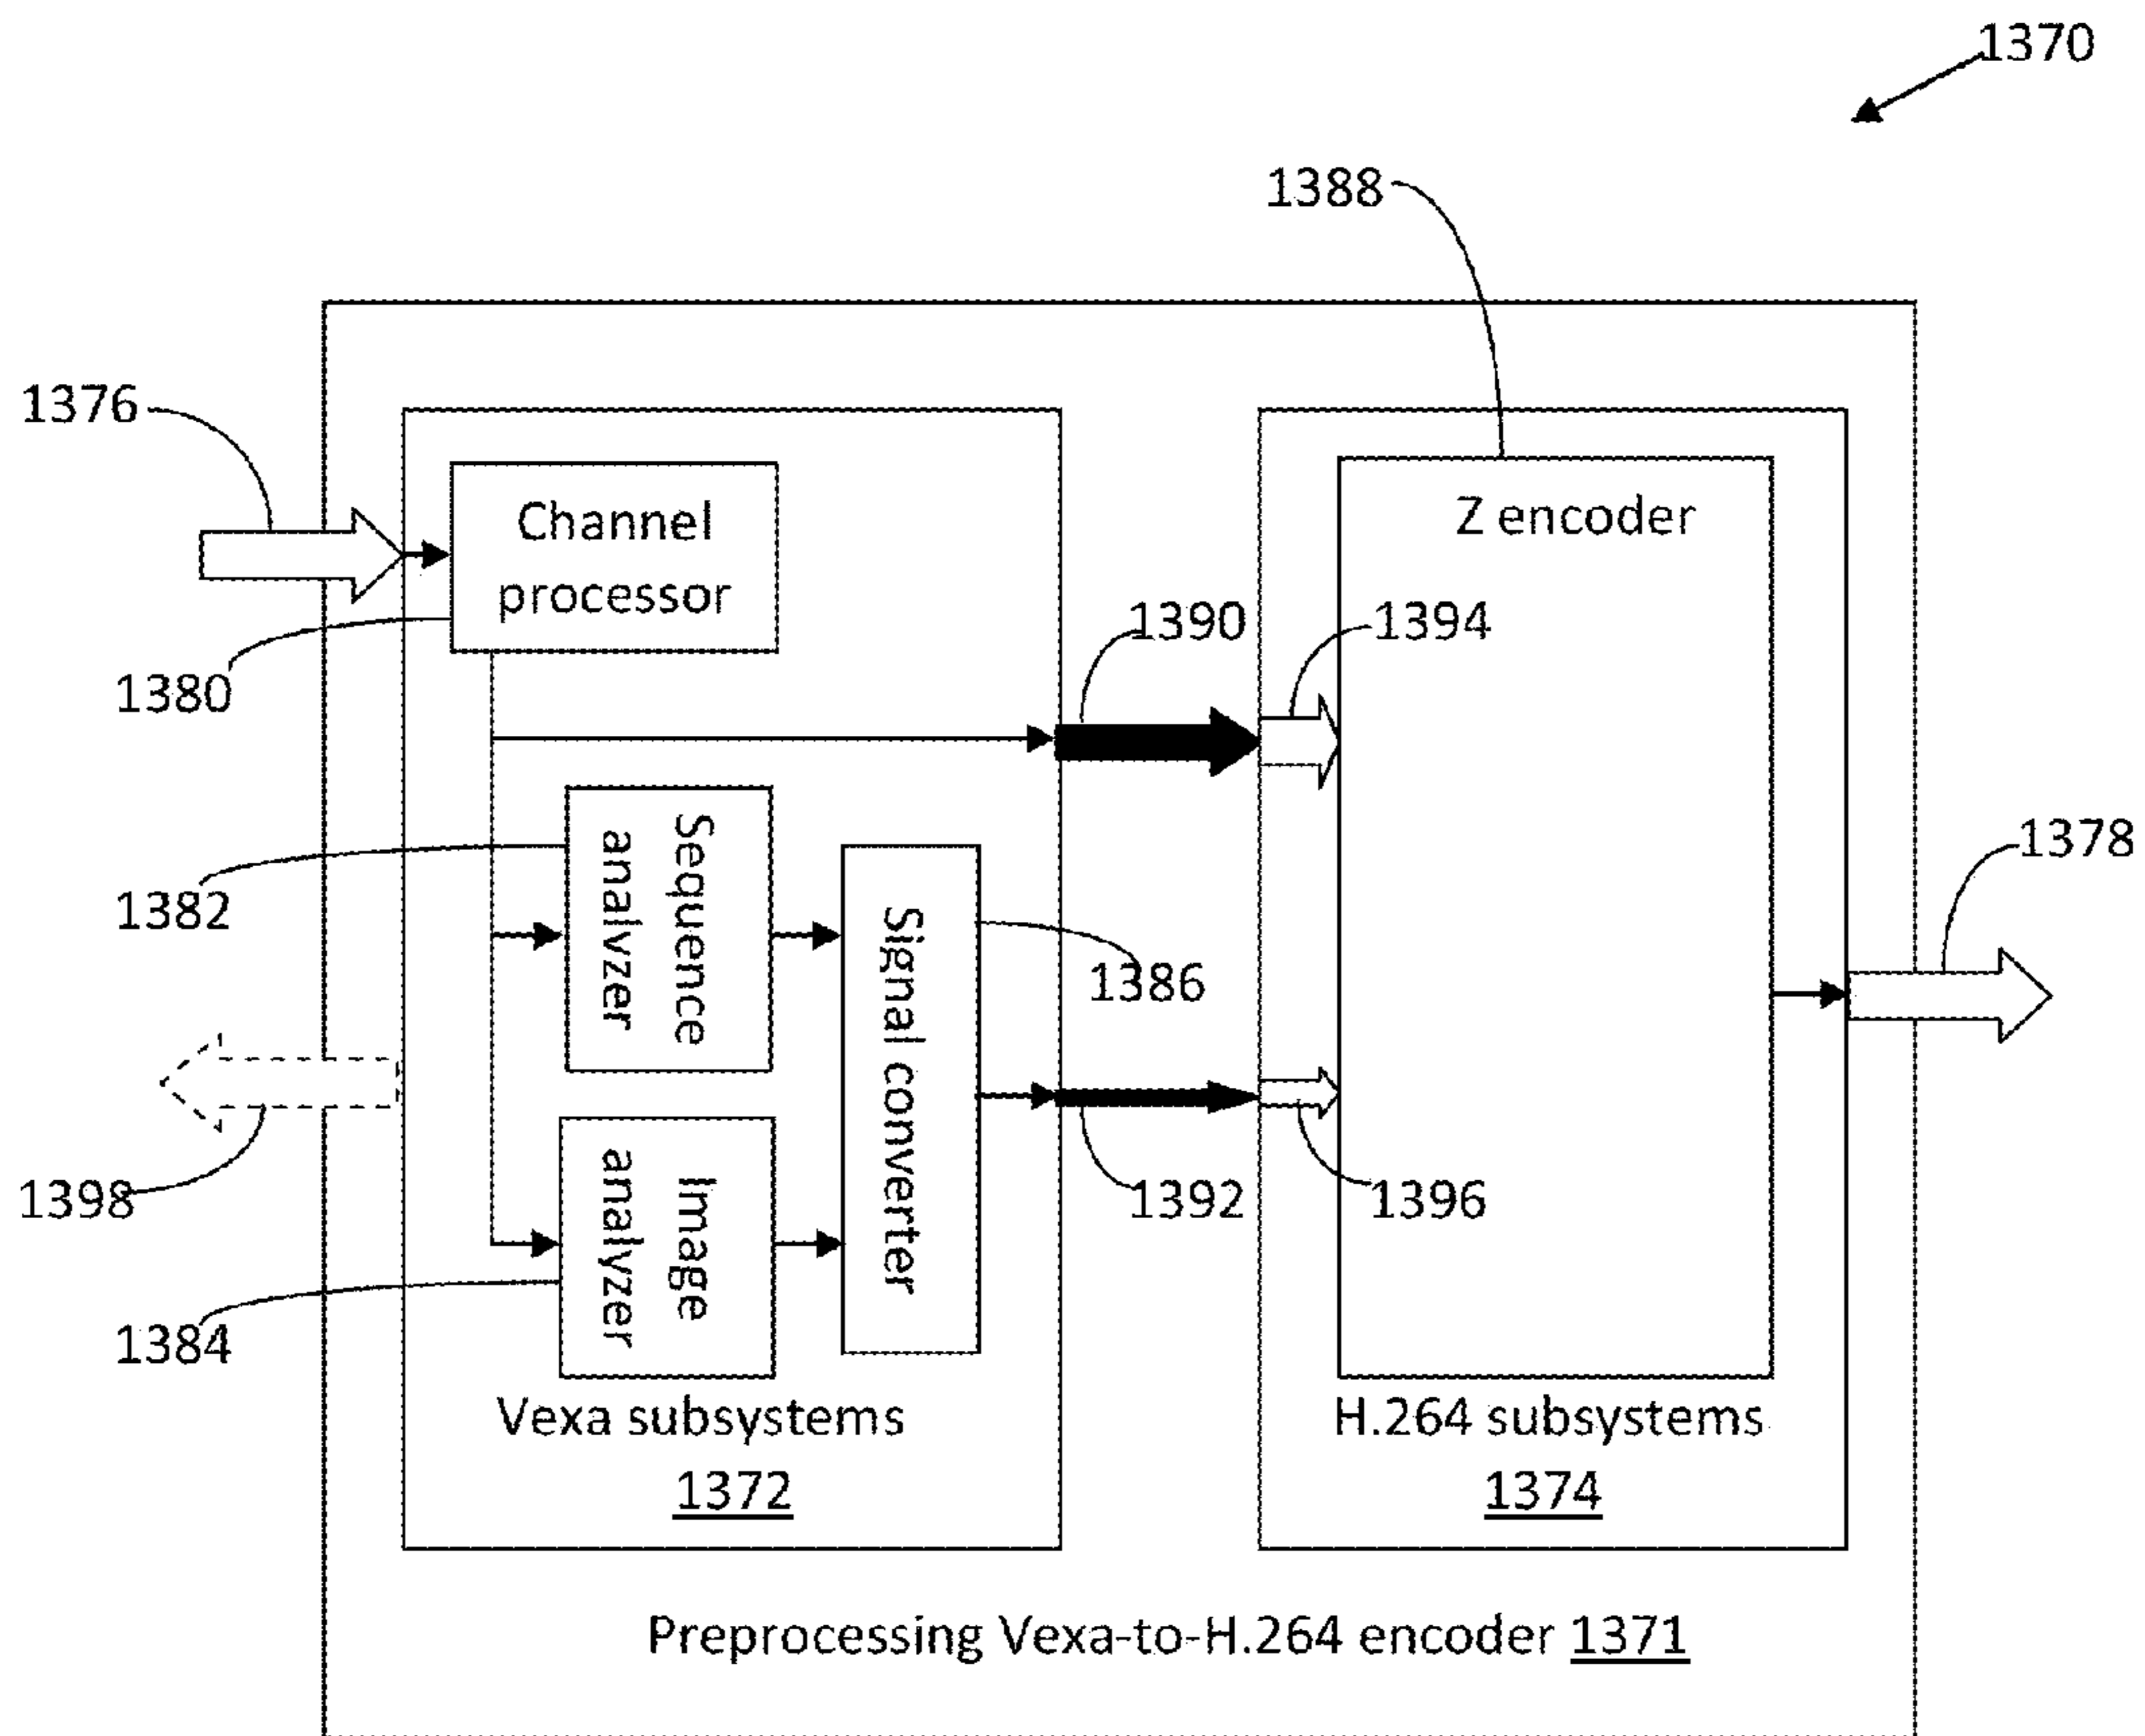 1370
1388
1376
Channel
processor
Z encoder
1390
1394
1380
Sequence
analyzer
1378
1382
Signal converter
1386
1398
Image
analyzer
1392
1396
1384
Vexa subsystems
1372
H.264 subsystems
1374
Preprocessing Vexa-to-H.264 encoder 1371